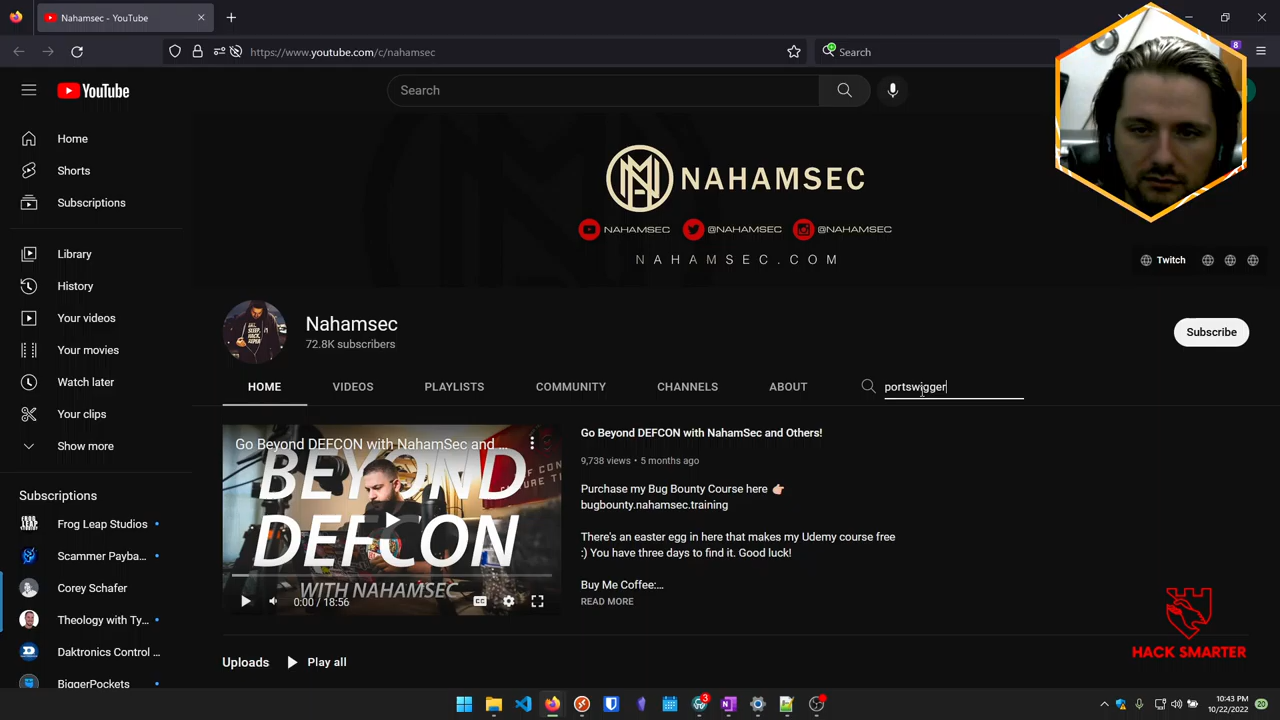 Nahamsec - YouTube
https://www.youtube.com/c/nahamsec
Search
8
YouTube
Search
Home
Shorts
Subscriptions
Library
History
Your videos
Your movies
Watch later
Your clips
Show more
Subscriptions
Frog Leap Studios
Scammer Payba...
Corey Schafer
Theology with Ty...
Daktronics Control ...
BiggerPockets
NAHAMSEC
NAHAMSEC @NAHAMSEC @NAHAMSEC
NAHAMSEC.COM
Twitch
Nahamsec
72.8K subscribers
Subscribe
HOME VIDEOS PLAYLISTS COMMUNITY CHANNELS ABOUT portswigger
Go Beyond DEFCON with NahamSec and ...
BEYOND
DEFCON
WITH NAHAMSEC
0:00 / 18:56
Go Beyond DEFCON with NahamSec and Others!
9,738 views • 5 months ago
Purchase my Bug Bounty Course here 👉🏼
bugbounty.nahamsec.training
There's an easter egg in here that makes my Udemy course free
:) You have three days to find it. Good luck!
Buy Me Coffee:...
READ MORE
HACK SMARTER
Uploads Play all
3
10:43 PM
10/22/2022
20